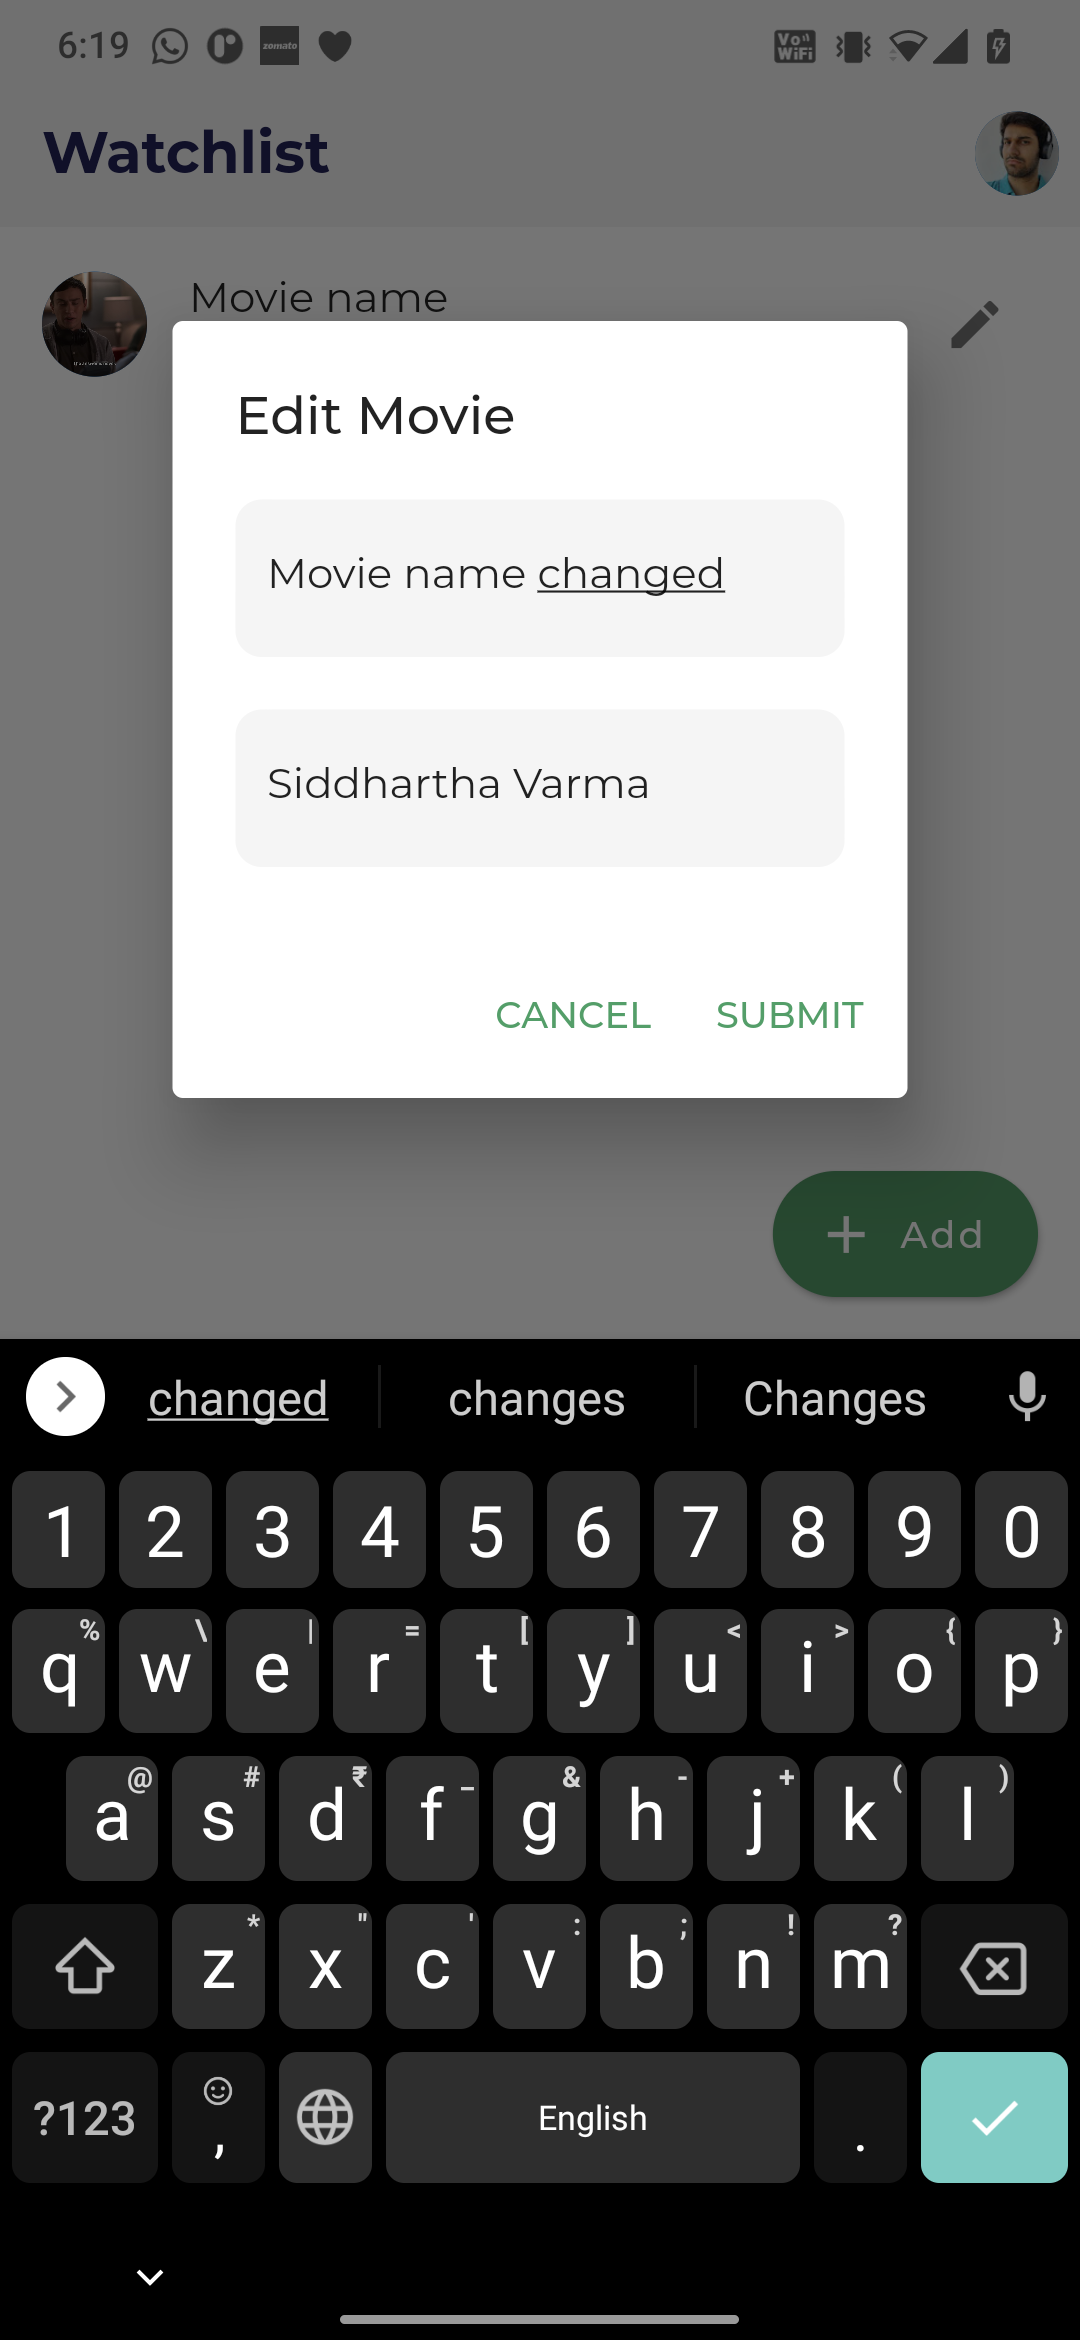 6:19 zomato Vo WiFi
Watchlist
Movie name
Edit Movie
Movie name changed
Siddhartha Varma
CANCEL SUBMIT
+ Add
changed changes Changes
1 2 3 4 5 6 7 8 9 0
% \ | = [ ] < > { }
q w e r t y u i o p
@ # ₹ _ & - + ( )
a s d f g h j k l
* " ' : ; ! ?
z x c v b n m
?123 , English .